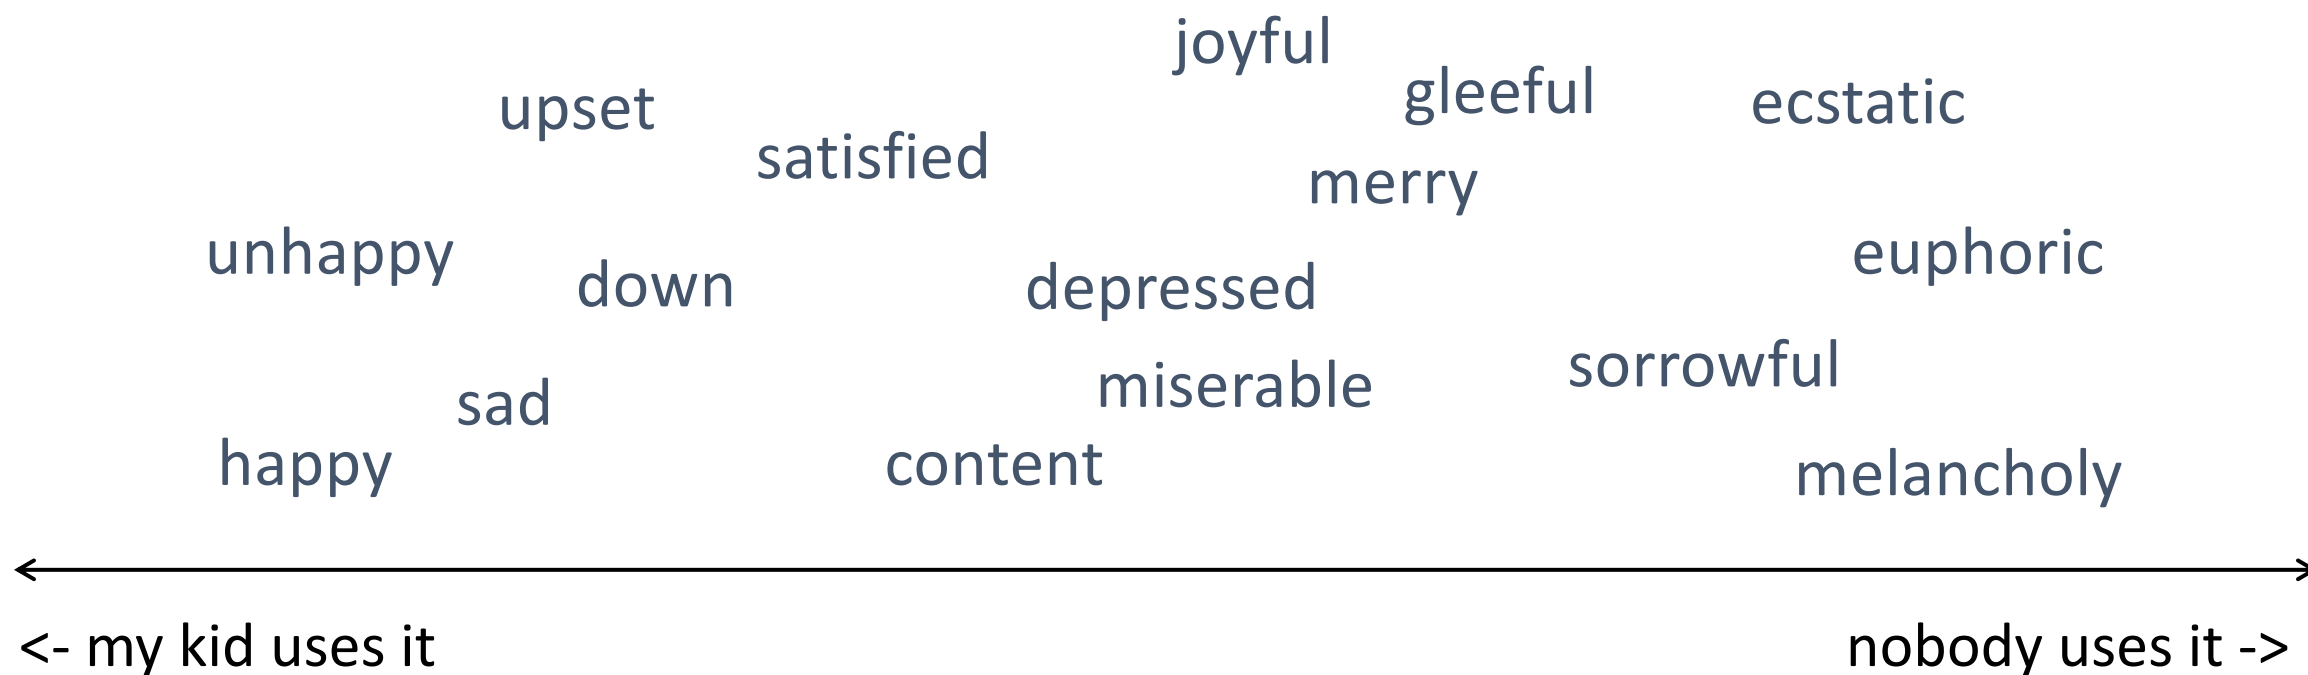 joyful
gleeful
ecstatic
upset
satisfied
merry
unhappy
down
depressed
euphoric
sorrowful
miserable
sad
happy
content
melancholy
<- my kid uses it
nobody uses it ->